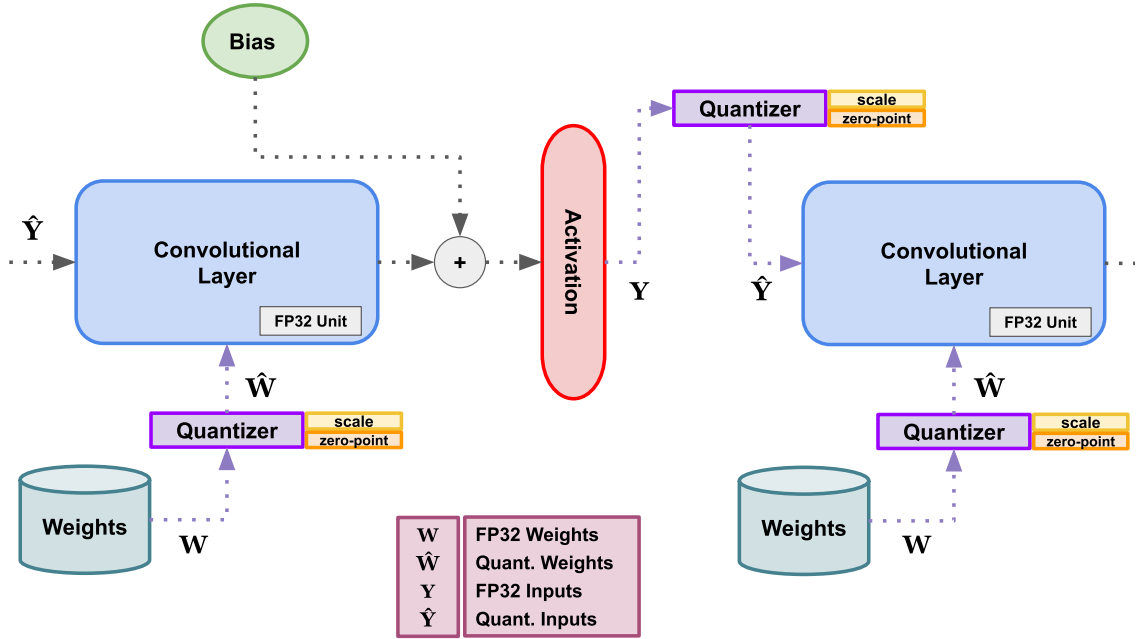 Bias
Quantizer
scale
zero-point
Ŷ
Convolutional
Layer
FP32 Unit
+
Activation
Y
Ŷ
Convolutional
Layer
FP32 Unit
Ŵ
Quantizer
scale
zero-point
Weights
W
Ŵ
Quantizer
scale
zero-point
Weights
W
W FP32 Weights
Ŵ Quant. Weights
Y FP32 Inputs
Ŷ Quant. Inputs